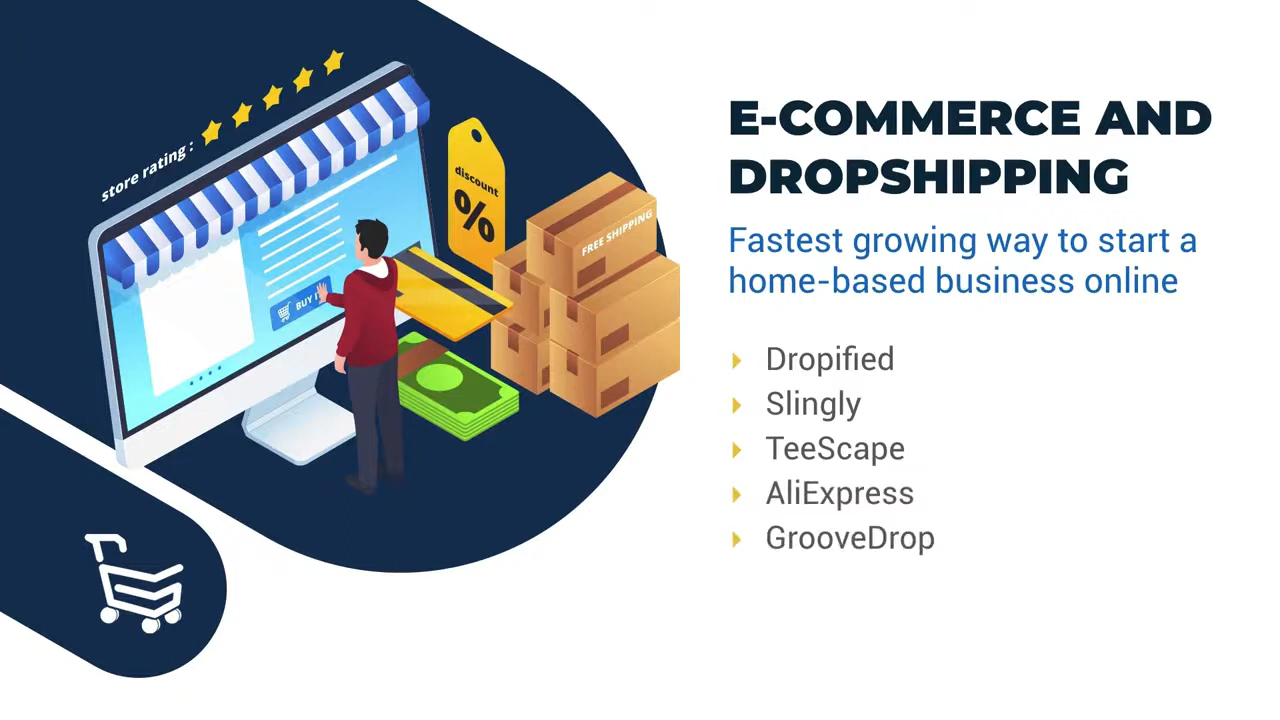 store rating :
discount
%
FREE SHIPPING
E-COMMERCE AND
DROPSHIPPING
Fastest growing way to start a
home-based business online
Dropified
Slingly
TeeScape
AliExpress
GrooveDrop
BUY